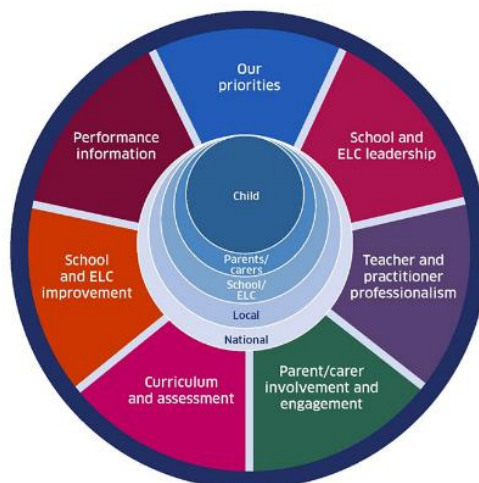 Our
priorities
School and
ELC leadership
Teacher and
practitioner
professionalism
Parent/carer
involvement and
engagement
Curriculum
and assessment
School
and ELC
improvement
Performance
information
Child
Parents/
carers
School/
ELC
Local
National